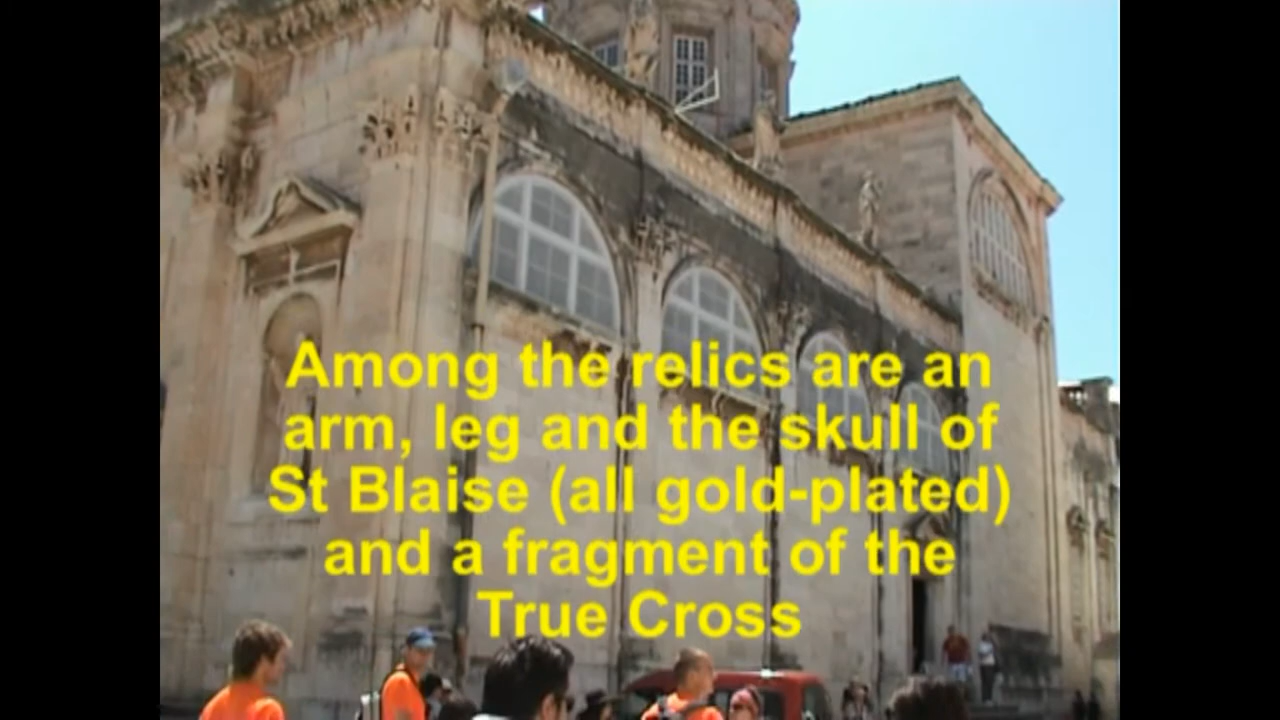 Among the relics are an
arm, leg and the skull of
St Blaise (all gold-plated)
and a fragment of the
True Cross